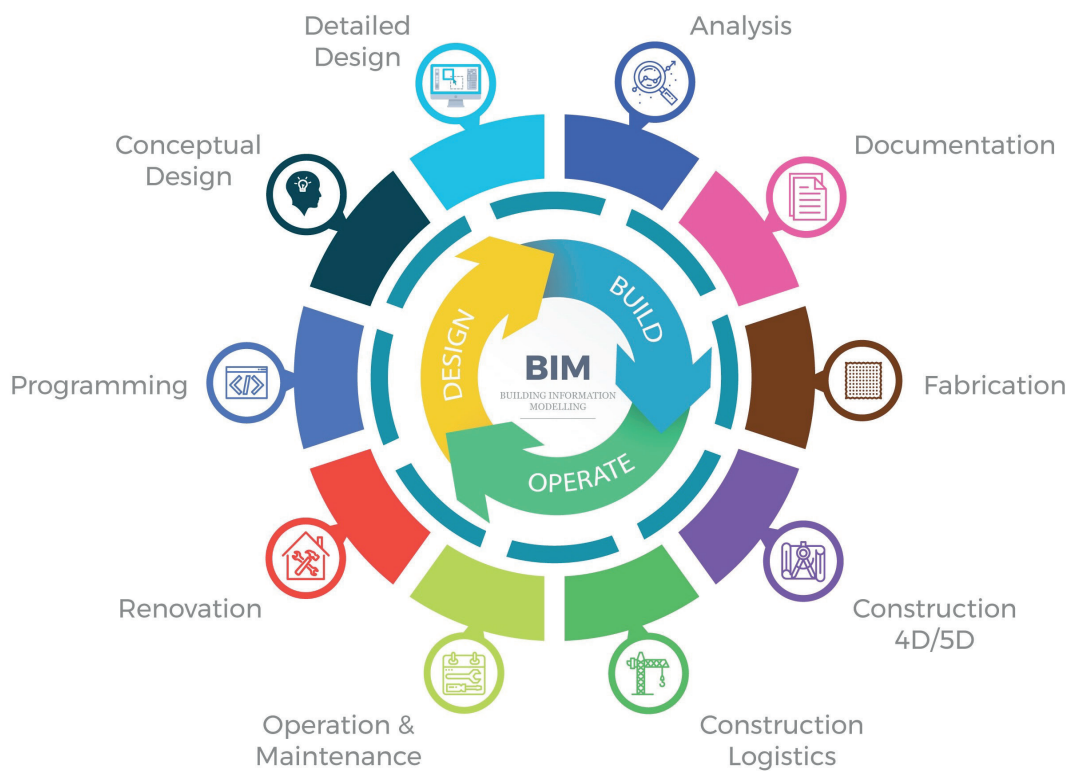 Detailed
Design
Analysis
Conceptual
Design
Documentation
Programming
Fabrication
DESIGN
BUILD
OPERATE
BIM
BUILDING INFORMATION
MODELLING
Renovation
Construction
4D/5D
Operation &
Maintenance
Construction
Logistics